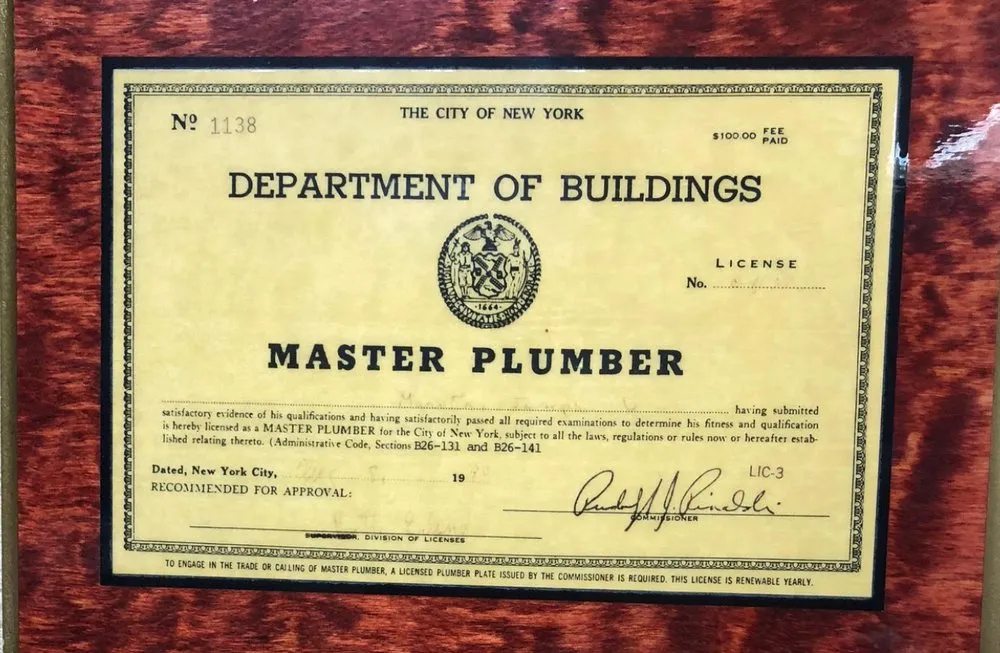 Nº 1138
THE CITY OF NEW YORK
$100.00 FEE PAID
DEPARTMENT OF BUILDINGS
1664
LICENSE
No.
MASTER PLUMBER
having submitted
satisfactory evidence of his qualifications and having satisfactorily passed all required examinations to determine his fitness and qualification
is hereby licensed as a MASTER PLUMBER for the City of New York, subject to all the laws, regulations or rules now or hereafter estab-
lished relating thereto. (Administrative Code, Sections B26-131 and B26-141
Dated, New York City, 19
LIC-3
RECOMMENDED FOR APPROVAL:
Rudolf J. Rinaldi
COMMISSIONER
SUPERVISOR, DIVISION OF LICENSES
TO ENGAGE IN THE TRADE OR CALLING OF MASTER PLUMBER, A LICENSED PLUMBER PLATE ISSUED BY THE COMMISSIONER IS REQUIRED. THIS LICENSE IS RENEWABLE YEARLY.